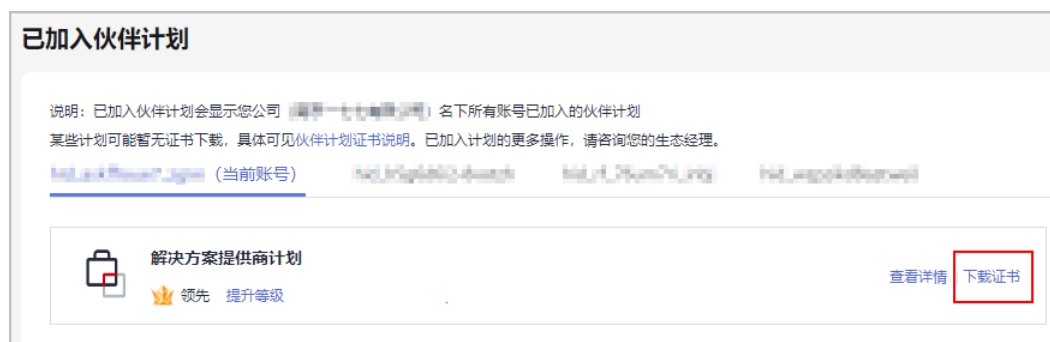 已加入伙伴计划
说明：已加入伙伴计划会显示您公司（ ）名下所有账号已加入的伙伴计划
某些计划可能暂无证书下载，具体可见伙伴计划证书说明。已加入计划的更多操作，请咨询您的生态经理。
（当前账号）
解决方案提供商计划
查看详情 下载证书
领先 提升等级